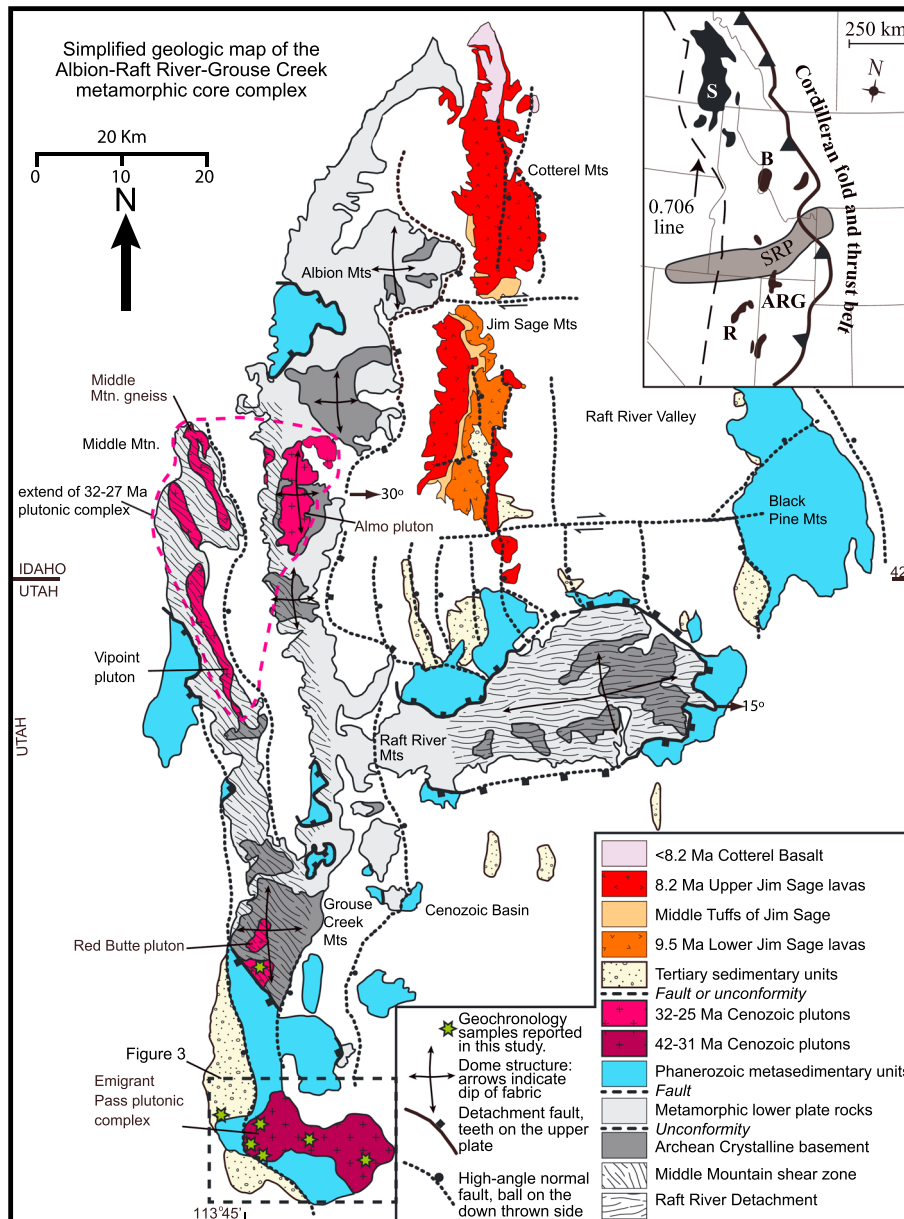 Simplified geologic map of the
Albion-Raft River-Grouse Creek
metamorphic core complex
20 Km
0 10 20
N
250 km
N
S
B
0.706
line
SRP
ARG
R
Cordilleran fold and thrust belt
Cotterel Mts
Albion Mts
Jim Sage Mts
Middle
Mtn. gneiss
Middle Mtn.
Raft River Valley
extend of 32-27 Ma
plutonic complex
30º
Almo pluton
Black
Pine Mts
IDAHO
UTAH
42
Vipoint
pluton
UTAH
15º
Raft River
Mts
Grouse
Creek
Mts
Cenozoic Basin
Red Butte pluton
Figure 3
Emigrant
Pass plutonic
complex
113º45'
Geochronology
samples reported
in this study.
Dome structure:
arrows indicate
dip of fabric
Detachment fault,
teeth on the upper
plate
High-angle normal
fault, ball on the
down thrown side
<8.2 Ma Cotterel Basalt
8.2 Ma Upper Jim Sage lavas
Middle Tuffs of Jim Sage
9.5 Ma Lower Jim Sage lavas
Tertiary sedimentary units
Fault or unconformity
32-25 Ma Cenozoic plutons
42-31 Ma Cenozoic plutons
Phanerozoic metasedimentary units
Fault
Metamorphic lower plate rocks
Unconformity
Archean Crystalline basement
Middle Mountain shear zone
Raft River Detachment